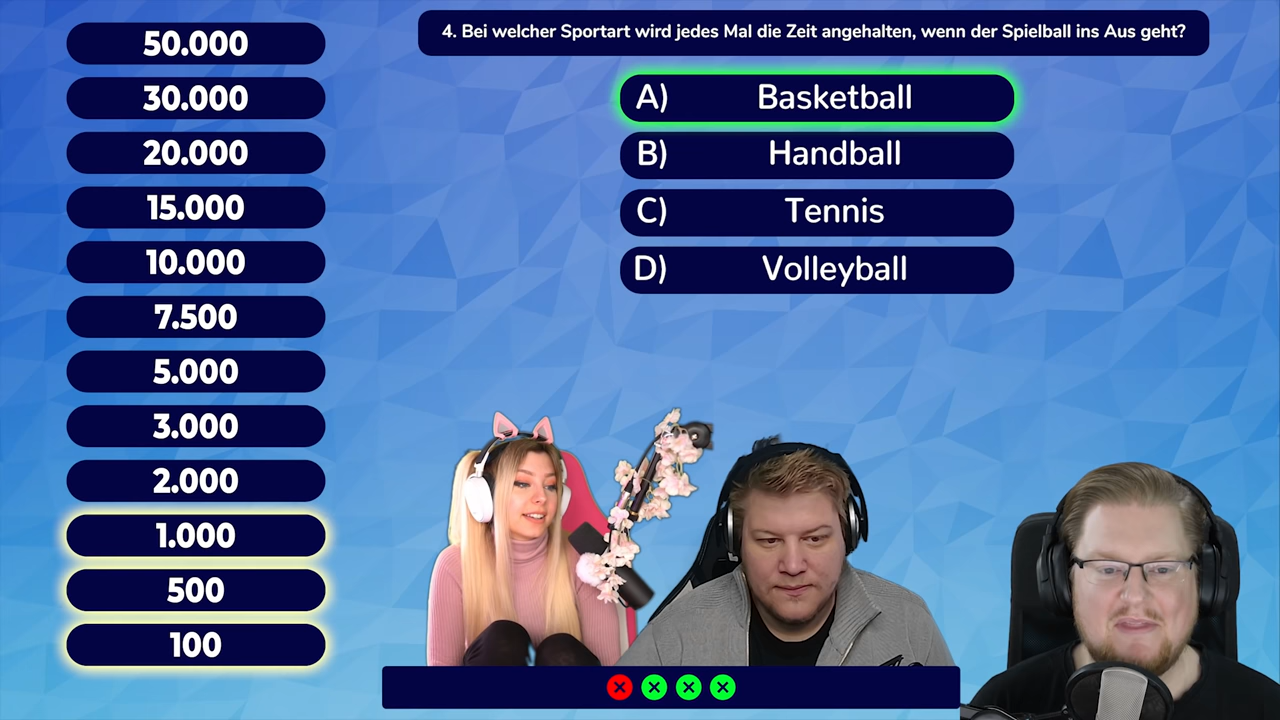 50.000
30.000
20.000
15.000
10.000
7.500
5.000
3.000
2.000
1.000
500
100
4. Bei welcher Sportart wird jedes Mal die Zeit angehalten, wenn der Spielball ins Aus geht?
A) Basketball
B) Handball
C) Tennis
D) Volleyball